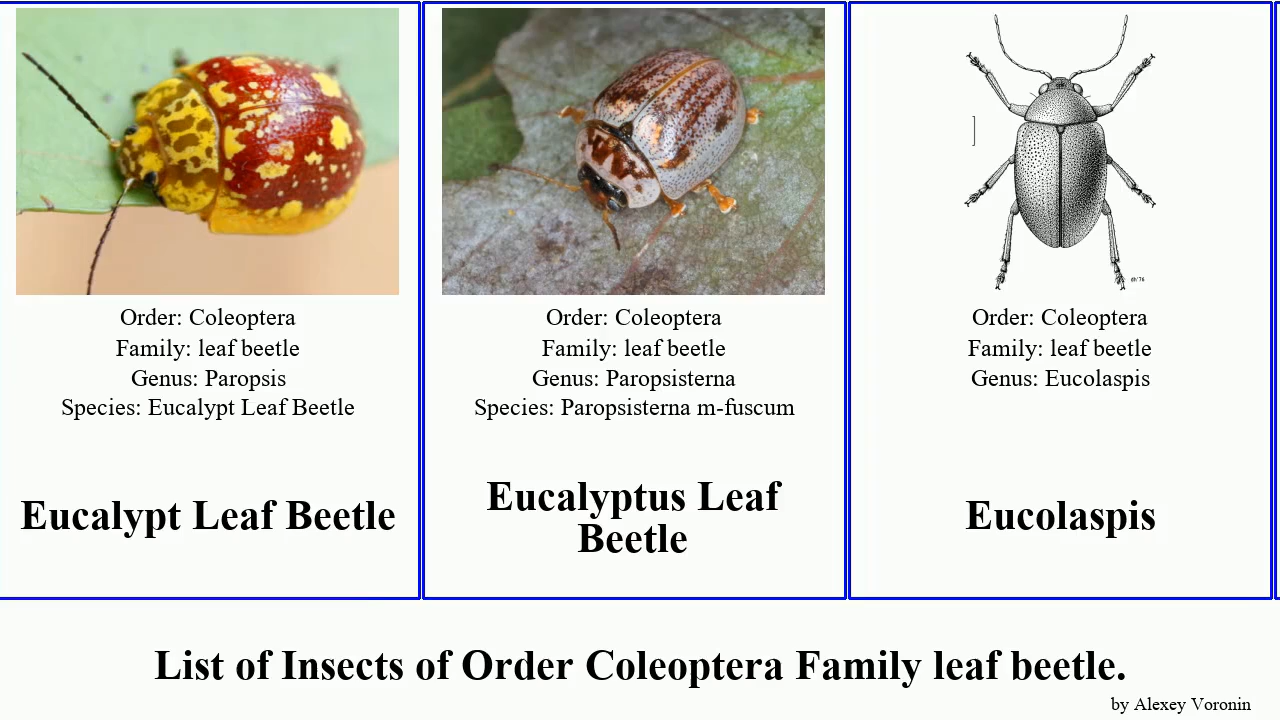 Order: Coleoptera
Family: leaf beetle
Genus: Paropsis
Species: Eucalypt Leaf Beetle
Eucalypt Leaf Beetle
Order: Coleoptera
Family: leaf beetle
Genus: Paropsisterna
Species: Paropsisterna m-fuscum
Eucalyptus Leaf
Beetle
Order: Coleoptera
Family: leaf beetle
Genus: Eucolaspis
Eucolaspis
List of Insects of Order Coleoptera Family leaf beetle.
by Alexey Voronin